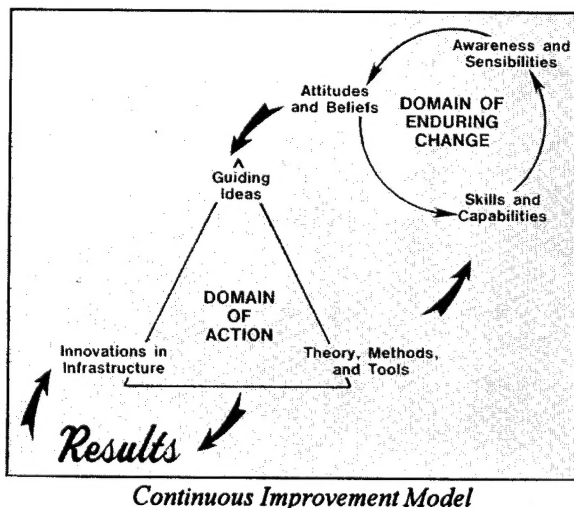 Awareness and
Sensibilities
Attitudes
and Beliefs
DOMAIN OF
ENDURING
CHANGE
Skills and
Capabilities
Guiding
Ideas
DOMAIN
OF
ACTION
Innovations in
Infrastructure
Theory, Methods,
and Tools
Results
Continuous Improvement Model